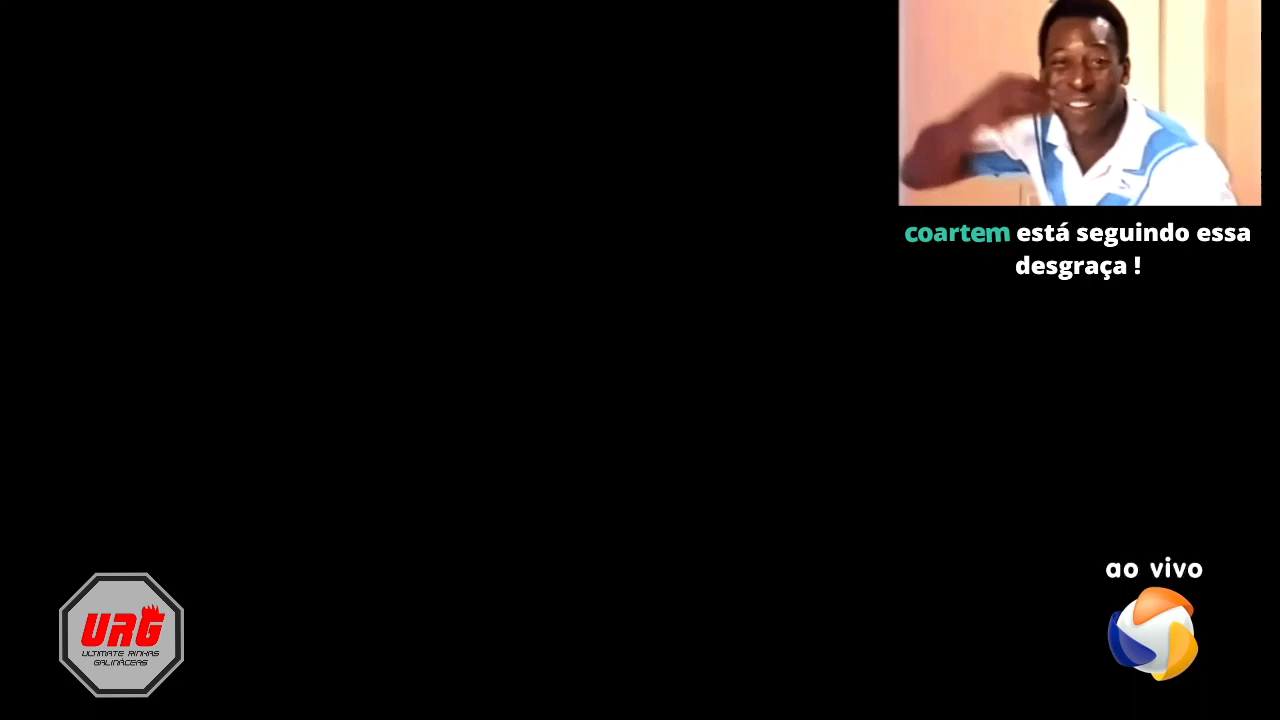 coartem está seguindo essa
desgraça !
ao vivo
URG
ULTIMATE RINHAS
GALINÁCEAS